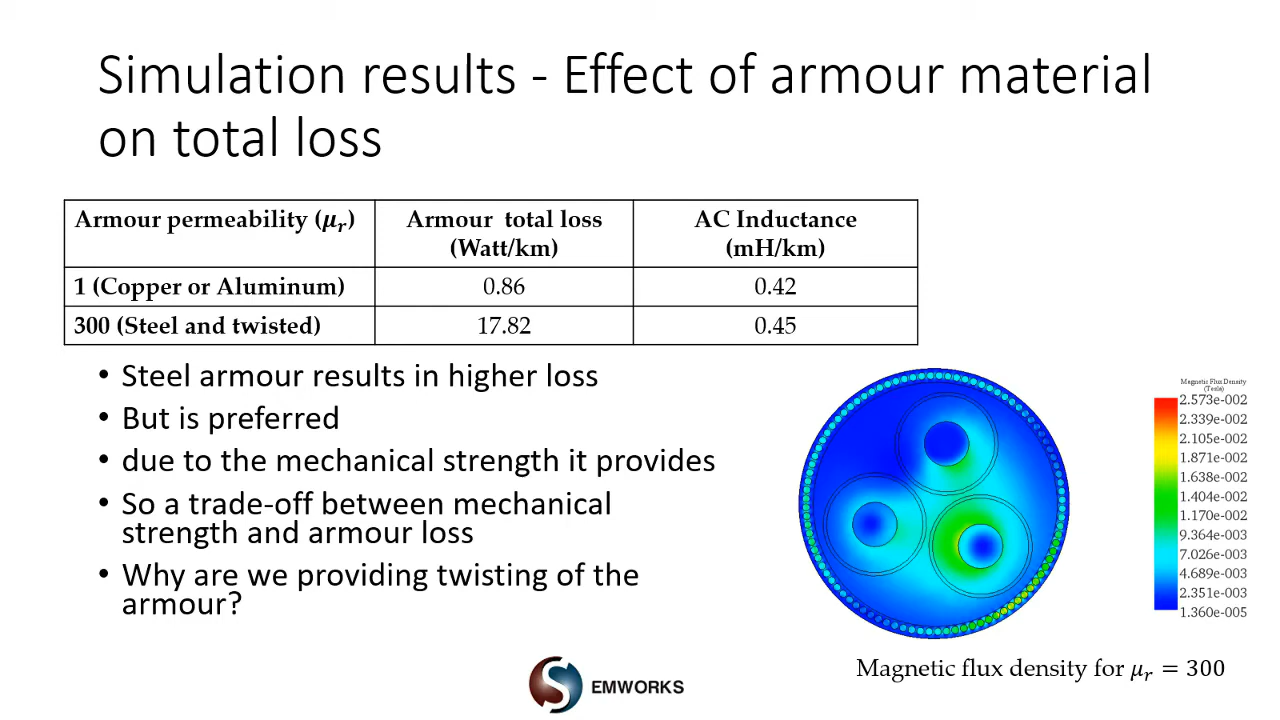 Simulation results - Effect of armour material
on total loss
Armour permeability (μr)
Armour total loss
(Watt/km)
AC Inductance
(mH/km)
1 (Copper or Aluminum)
0.86
0.42
300 (Steel and twisted)
17.82
0.45
• Steel armour results in higher loss
• But is preferred
• due to the mechanical strength it provides
• So a trade-off between mechanical
strength and armour loss
• Why are we providing twisting of the
armour?
Magnetic Flux Density
(Tesla)
2.573e-002
2.339e-002
2.105e-002
1.871e-002
1.638e-002
1.404e-002
1.170e-002
9.364e-003
7.026e-003
4.689e-003
2.351e-003
1.360e-005
Magnetic flux density for μr = 300
EMWORKS